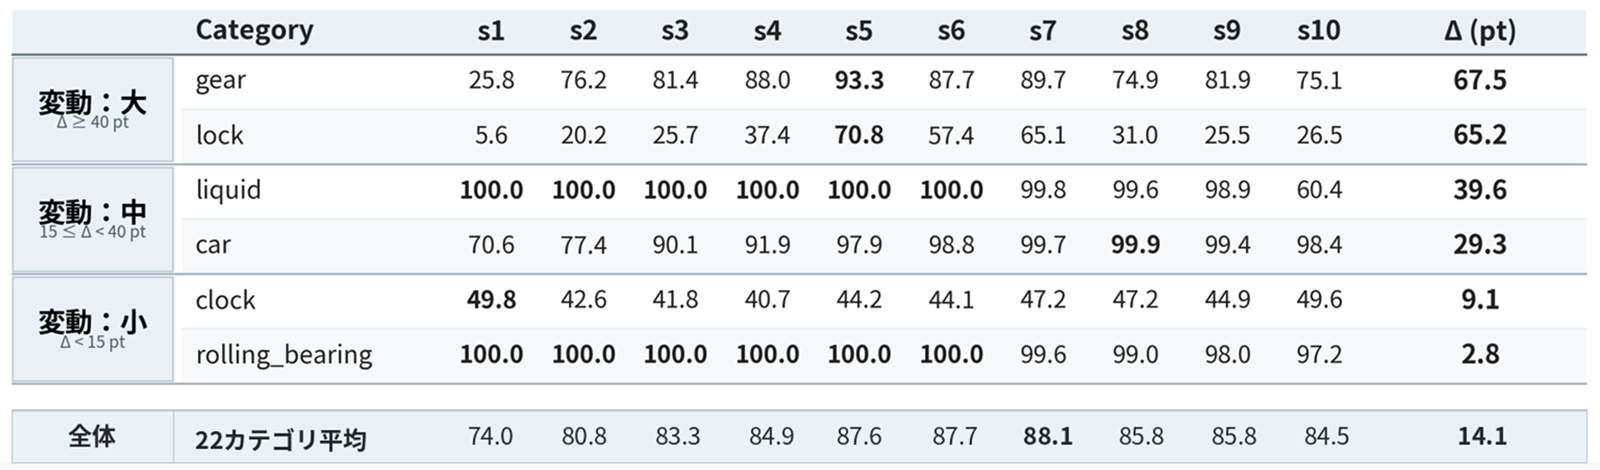 Category s1 s2 s3 s4 s5 s6 s7 s8 s9 s10 Δ (pt)
変動：大
Δ ≥ 40 pt
gear 25.8 76.2 81.4 88.0 93.3 87.7 89.7 74.9 81.9 75.1 67.5
lock 5.6 20.2 25.7 37.4 70.8 57.4 65.1 31.0 25.5 26.5 65.2
変動：中
15 ≤ Δ < 40 pt
liquid 100.0 100.0 100.0 100.0 100.0 100.0 99.8 99.6 98.9 60.4 39.6
car 70.6 77.4 90.1 91.9 97.9 98.8 99.7 99.9 99.4 98.4 29.3
変動：小
Δ < 15 pt
clock 49.8 42.6 41.8 40.7 44.2 44.1 47.2 47.2 44.9 49.6 9.1
rolling_bearing 100.0 100.0 100.0 100.0 100.0 100.0 99.6 99.0 98.0 97.2 2.8
全体 22カテゴリ平均 74.0 80.8 83.3 84.9 87.6 87.7 88.1 85.8 85.8 84.5 14.1